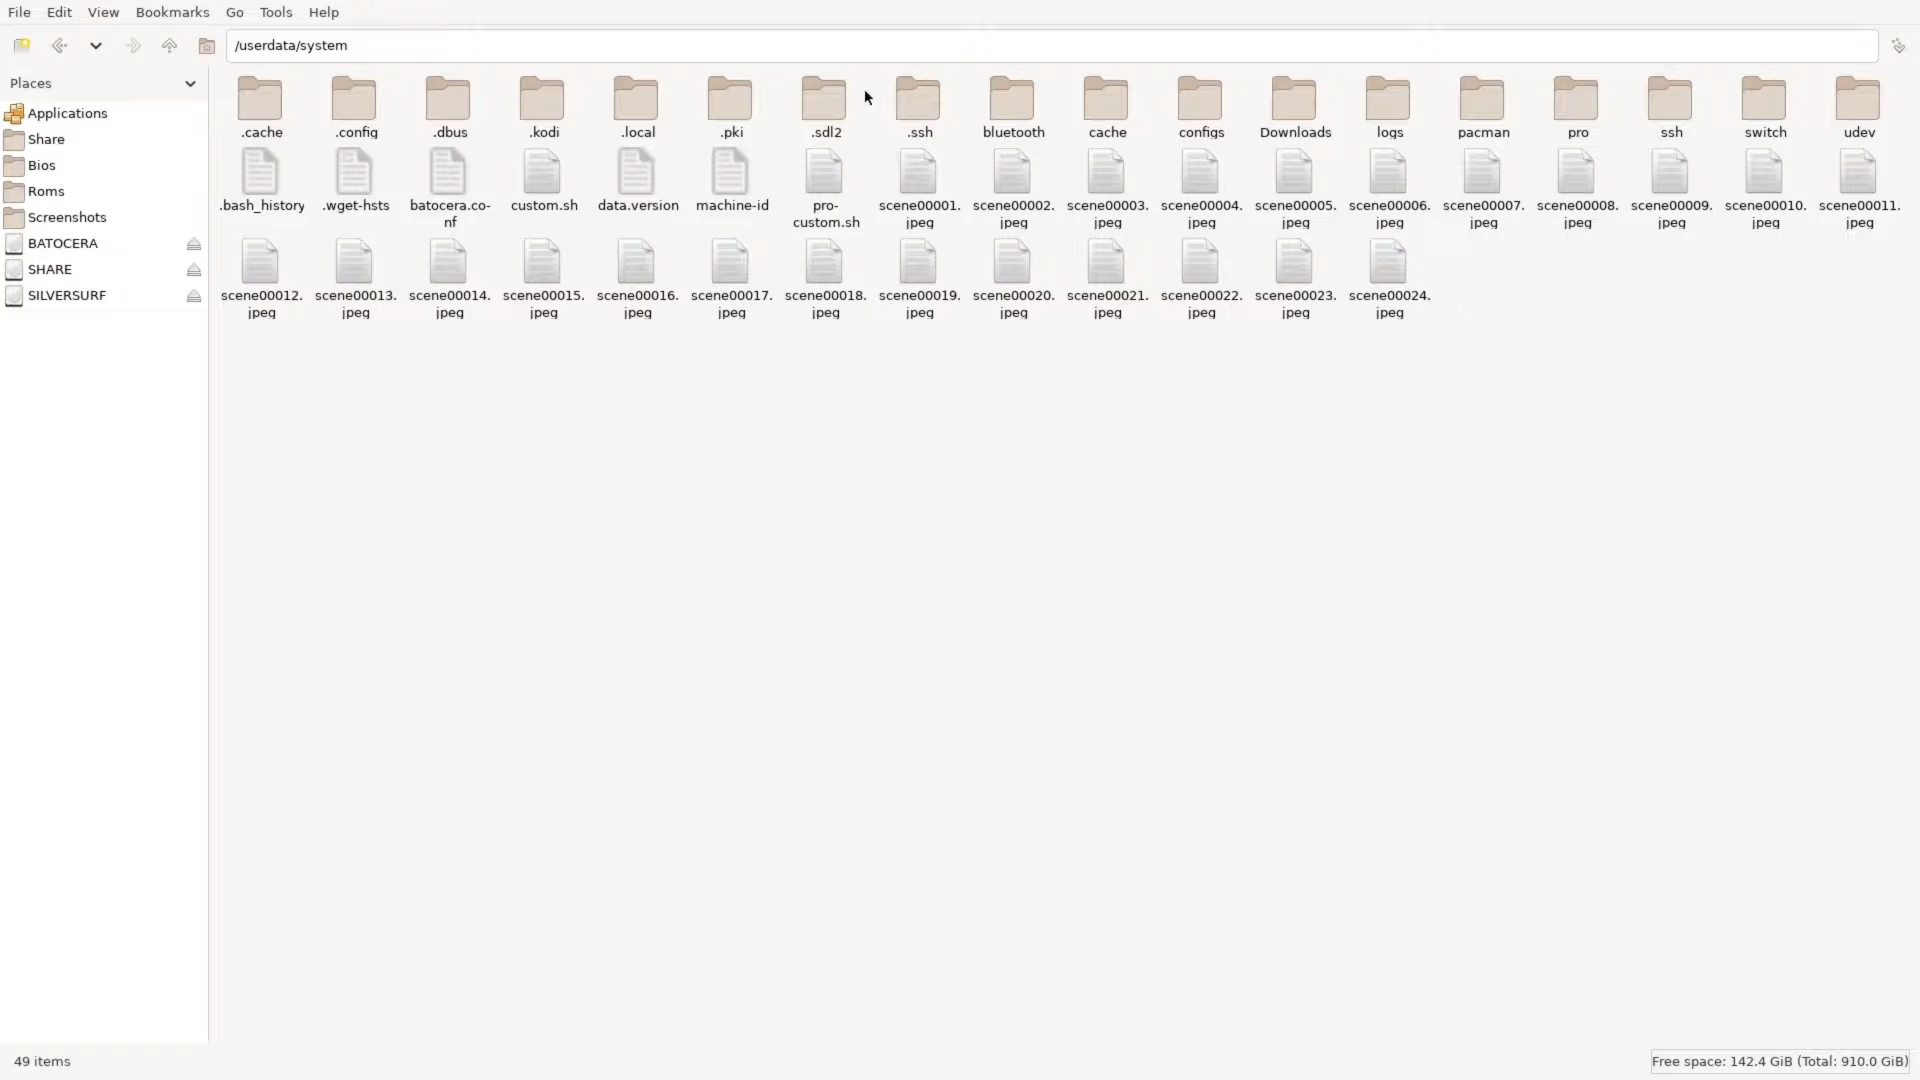 File Edit View Bookmarks Go Tools Help
/userdata/system
Places
Applications
Share
Bios
Roms
Screenshots
BATOCERA
SHARE
SILVERSURF
.cache .config .dbus .kodi .local .pki .sdl2 .ssh bluetooth cache configs Downloads logs pacman pro ssh switch udev
.bash_history .wget-hsts batocera.co- custom.sh data.version machine-id pro- scene00001. scene00002. scene00003. scene00004. scene00005. scene00006. scene00007. scene00008. scene00009. scene00010. scene00011.
nf custom.sh jpeg jpeg jpeg jpeg jpeg jpeg jpeg jpeg jpeg jpeg jpeg
scene00012. scene00013. scene00014. scene00015. scene00016. scene00017. scene00018. scene00019. scene00020. scene00021. scene00022. scene00023. scene00024.
jpeg jpeg jpeg jpeg jpeg jpeg jpeg jpeg jpeg jpeg jpeg jpeg jpeg
49 items
Free space: 142.4 GiB (Total: 910.0 GiB)